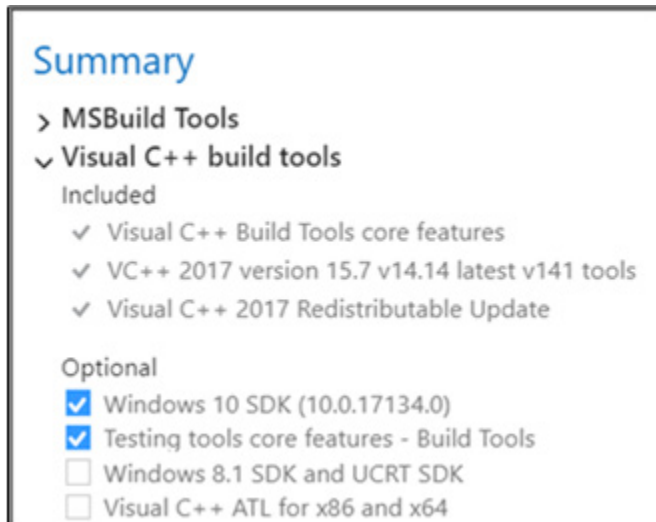 Summary
MSBuild Tools
Visual C++ build tools
Included
Visual C++ Build Tools core features
VC++ 2017 version 15.7 v14.14 latest v141 tools
Visual C++ 2017 Redistributable Update
Optional
Windows 10 SDK (10.0.17134.0)
Testing tools core features - Build Tools
Windows 8.1 SDK and UCRT SDK
Visual C++ ATL for x86 and x64